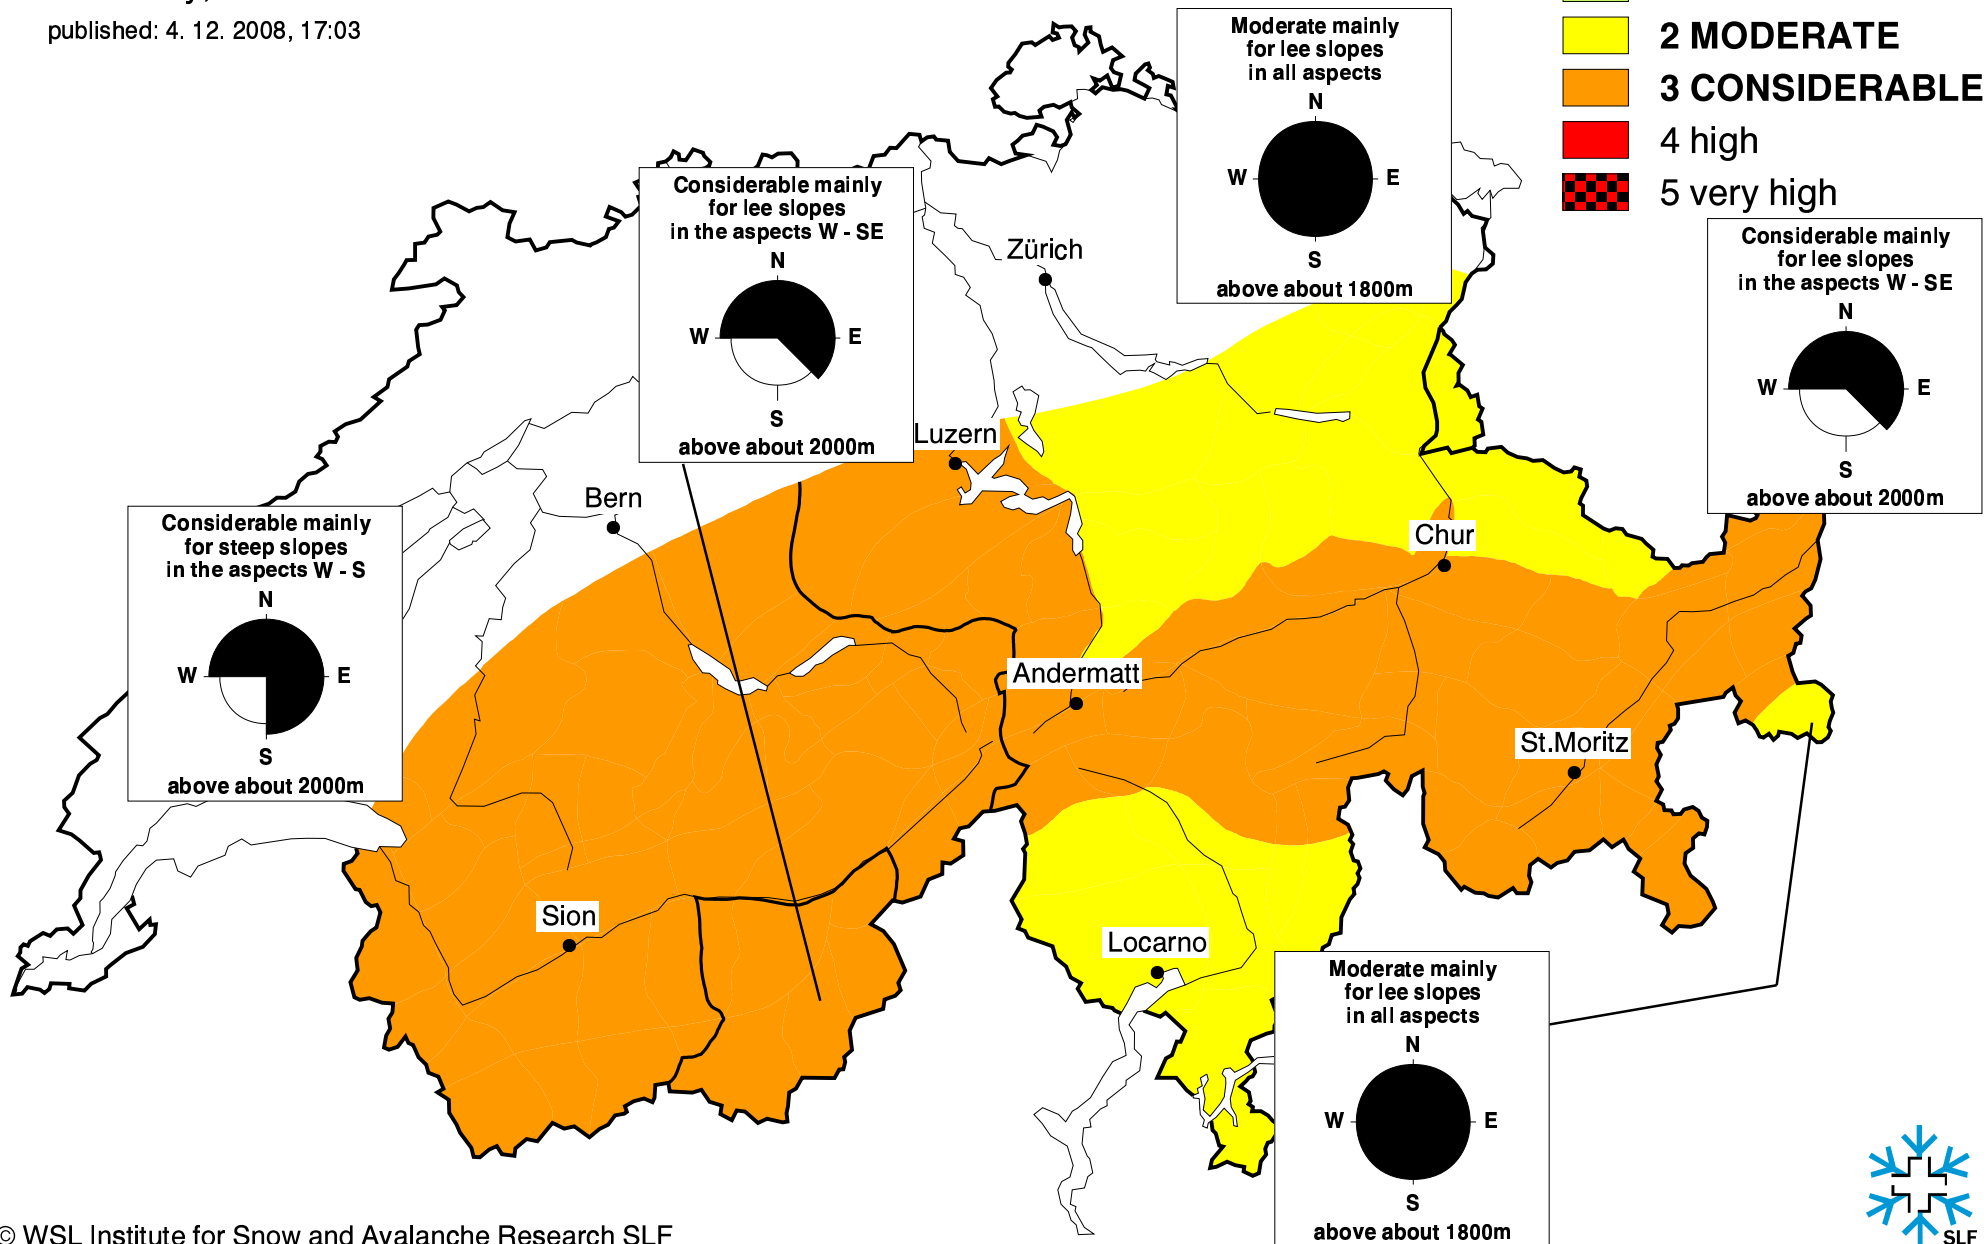 published: 4. 12. 2008, 17:03
2 MODERATE
3 CONSIDERABLE
4 high
5 very high
Moderate mainly
for lee slopes
in all aspects
N
W E
S
above about 1800m
Considerable mainly
for lee slopes
in the aspects W - SE
N
W E
S
above about 2000m
Considerable mainly
for lee slopes
in the aspects W - SE
N
W E
S
above about 2000m
Considerable mainly
for steep slopes
in the aspects W - S
N
W E
S
above about 2000m
Zürich
Luzern
Bern
Chur
Andermatt
St.Moritz
Sion
Locarno
Moderate mainly
for lee slopes
in all aspects
N
W E
S
above about 1800m
© WSL Institute for Snow and Avalanche Research SLF
SLF